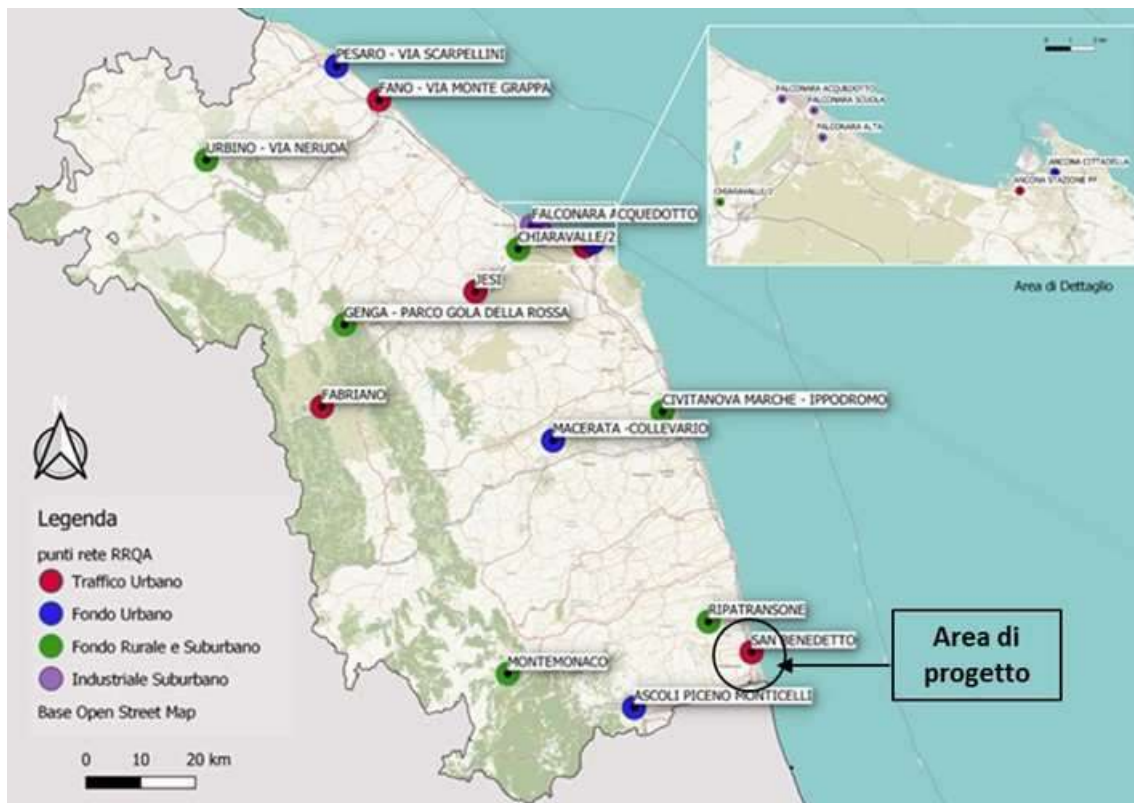 PESARO - VIA SCARPELLINI
FANO - VIA MONTE GRAPPA
URBINO - VIA NERUDA
FALCONARA ACQUEDOTTO
CHIARAVALLE/2
JESI
GENGA - PARCO GOLA DELLA ROSSA
FABRIANO
CIVITANOVA MARCHE - IPPODROMO
MACERATA -COLLEVARIO
RIPATRANSONE
SAN BENEDETTO
MONTEMONACO
ASCOLI PICENO MONTICELLI
FALCONARA ACQUEDOTTO
FALCONARA SCUOLA
FALCONARA ALTA
ANCONA CITTADELLA
ANCONA STAZIONE FF
CHIARAVALLE/2
Area di Dettaglio
Area di
progetto
N
Legenda
punti rete RRQA
Traffico Urbano
Fondo Urbano
Fondo Rurale e Suburbano
Industriale Suburbano
Base Open Street Map
0 10 20 km